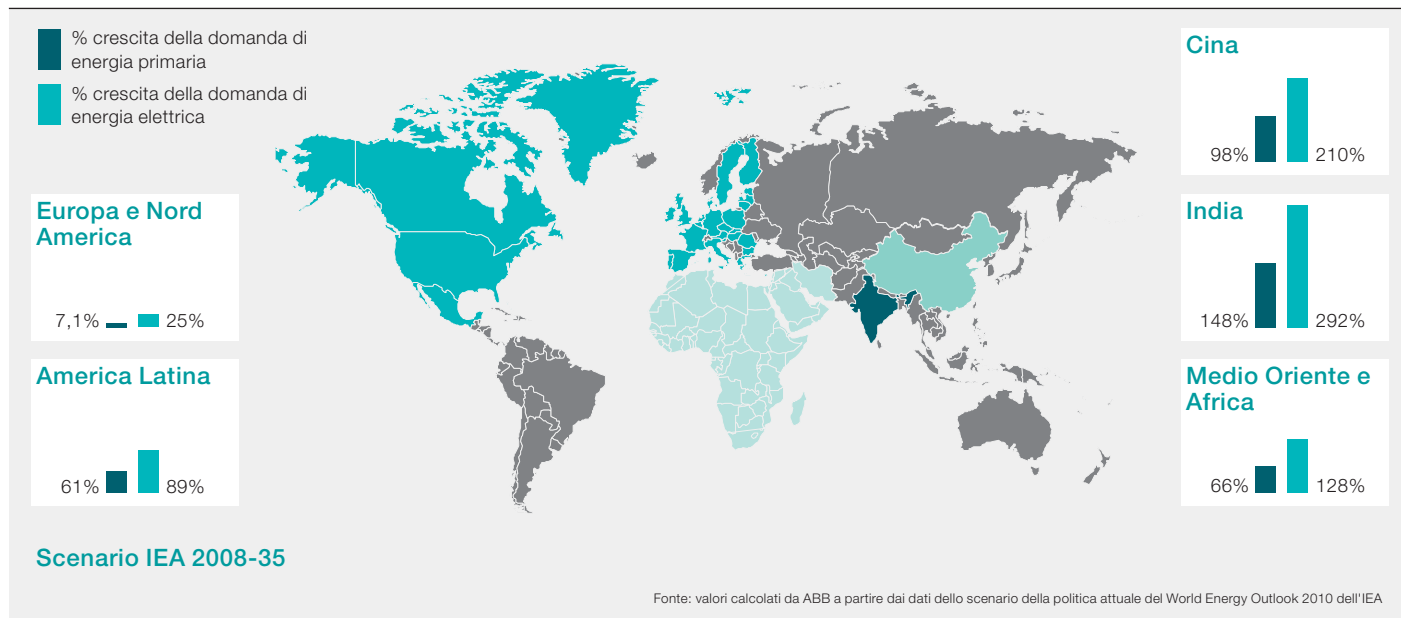 % crescita della domanda di
energia primaria
% crescita della domanda di
energia elettrica
Europa e Nord
America
7,1% 25%
America Latina
61% 89%
Cina
98% 210%
India
148% 292%
Medio Oriente e
Africa
66% 128%
Scenario IEA 2008-35
Fonte: valori calcolati da ABB a partire dai dati dello scenario della politica attuale del World Energy Outlook 2010 dell'IEA